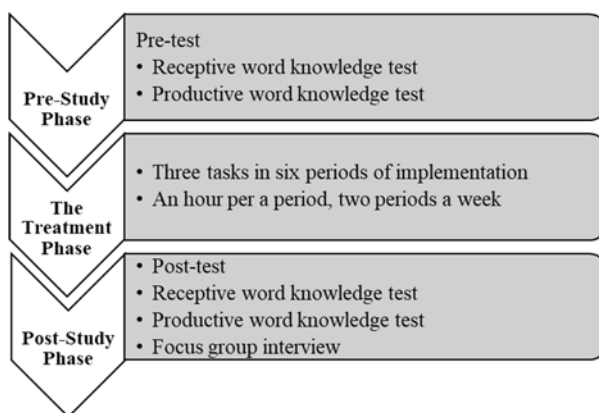 Pre-Study
Phase
Pre-test
• Receptive word knowledge test
• Productive word knowledge test
The
Treatment
Phase
• Three tasks in six periods of implementation
• An hour per a period, two periods a week
Post-Study
Phase
• Post-test
• Receptive word knowledge test
• Productive word knowledge test
• Focus group interview